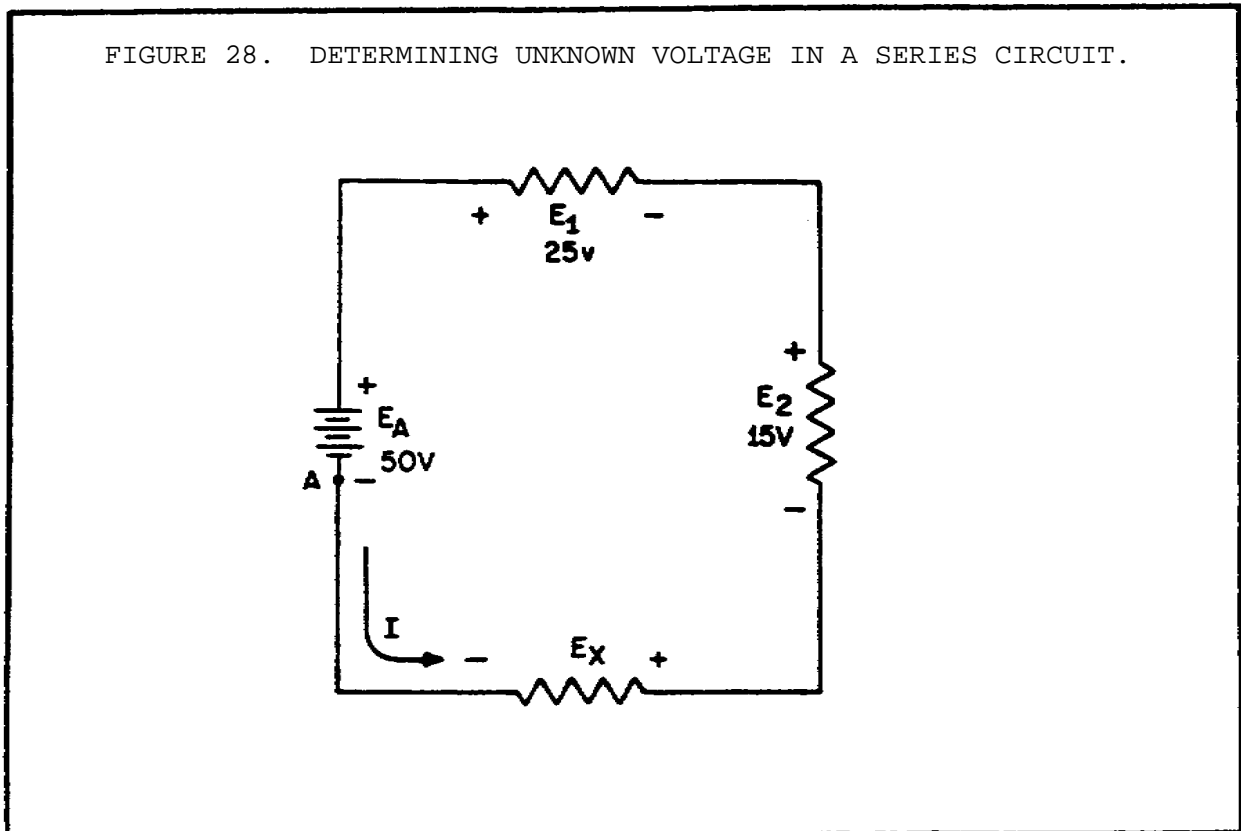 FIGURE 28. DETERMINING UNKNOWN VOLTAGE IN A SERIES CIRCUIT.
+ E1 -
25v
+
E2
15V
-
+
EA
50V
A -
I
- EX +